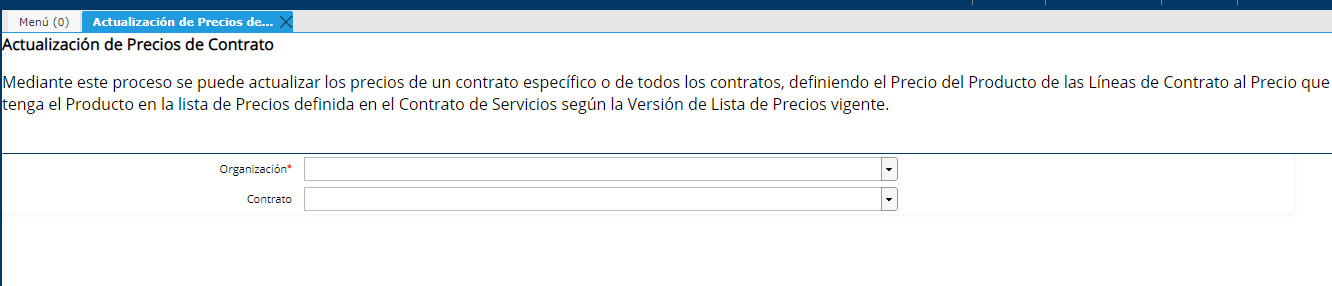 Menú (0)
Actualización de Precios de...
Actualización de Precios de Contrato
Mediante este proceso se puede actualizar los precios de un contrato específico o de todos los contratos, definiendo el Precio del Producto de las Líneas de Contrato al Precio que
tenga el Producto en la lista de Precios definida en el Contrato de Servicios según la Versión de Lista de Precios vigente.
Organización*
Contrato